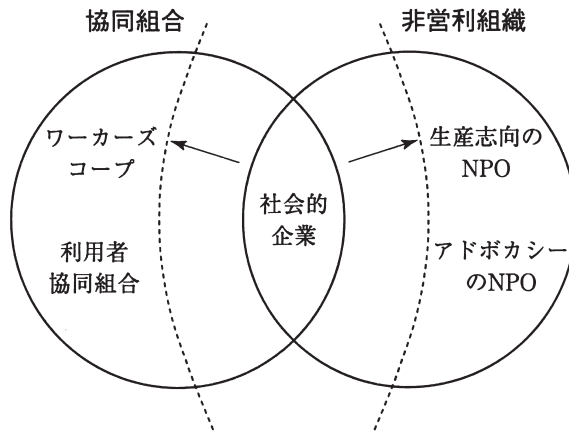 協同組合
非営利組織
ワーカーズ
コープ
利用者
協同組合
社会的
企業
生産志向の
NPO
アドボカシー
のNPO